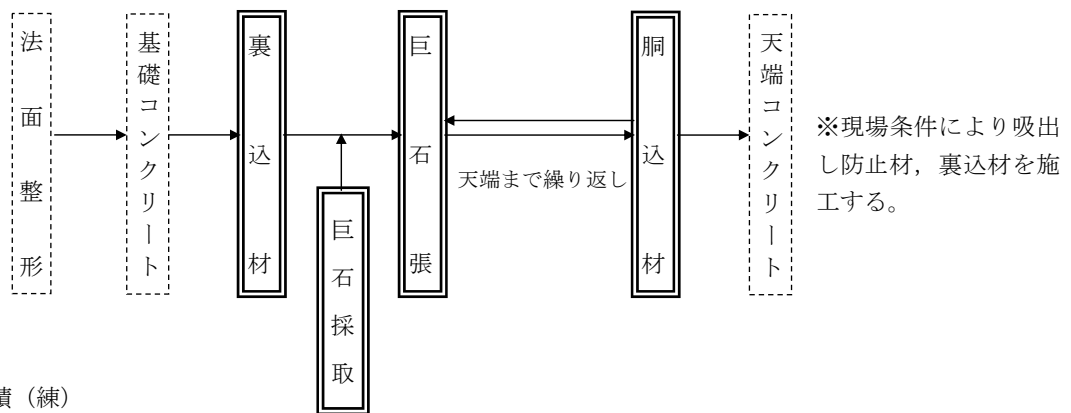 法面整形
基礎コンクリート
裏込材
巨石採取
巨石張
天端まで繰り返し
胴込材
天端コンクリート
※現場条件により吸出
し防止材，裏込材を施
工する。
積（練）